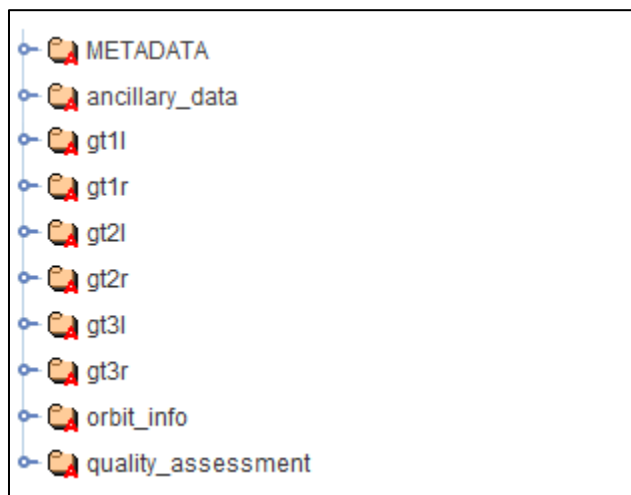 METADATA
ancillary_data
gt1l
gt1r
gt2l
gt2r
gt3l
gt3r
orbit_info
quality_assessment